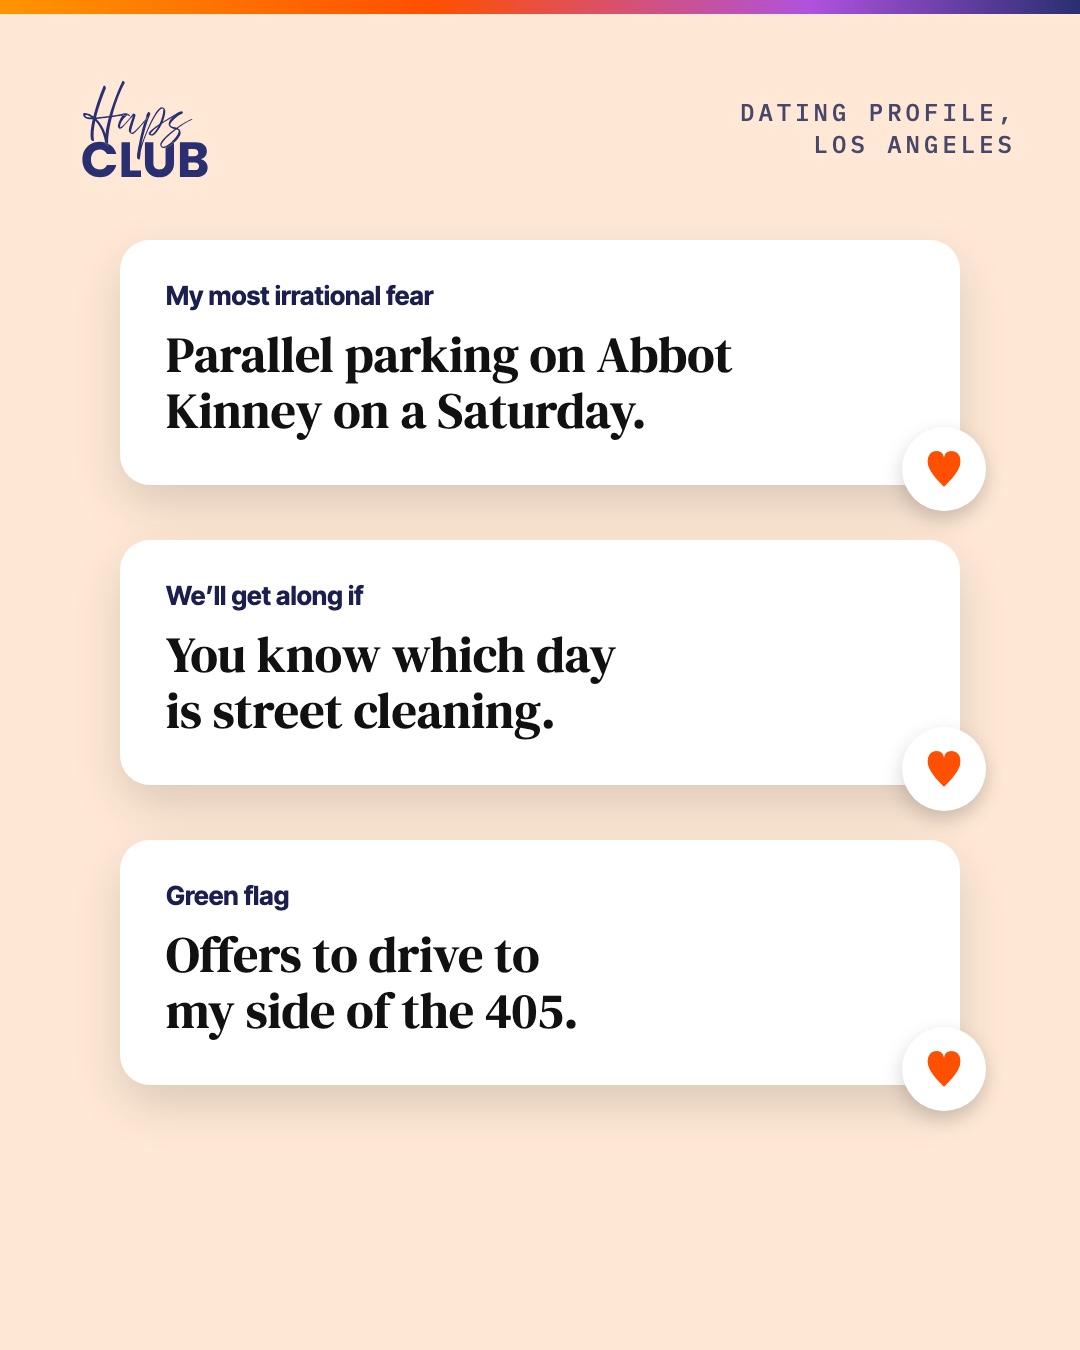 Haps
CLUB
DATING PROFILE,
LOS ANGELES
My most irrational fear
Parallel parking on Abbot
Kinney on a Saturday.
We’ll get along if
You know which day
is street cleaning.
Green flag
Offers to drive to
my side of the 405.